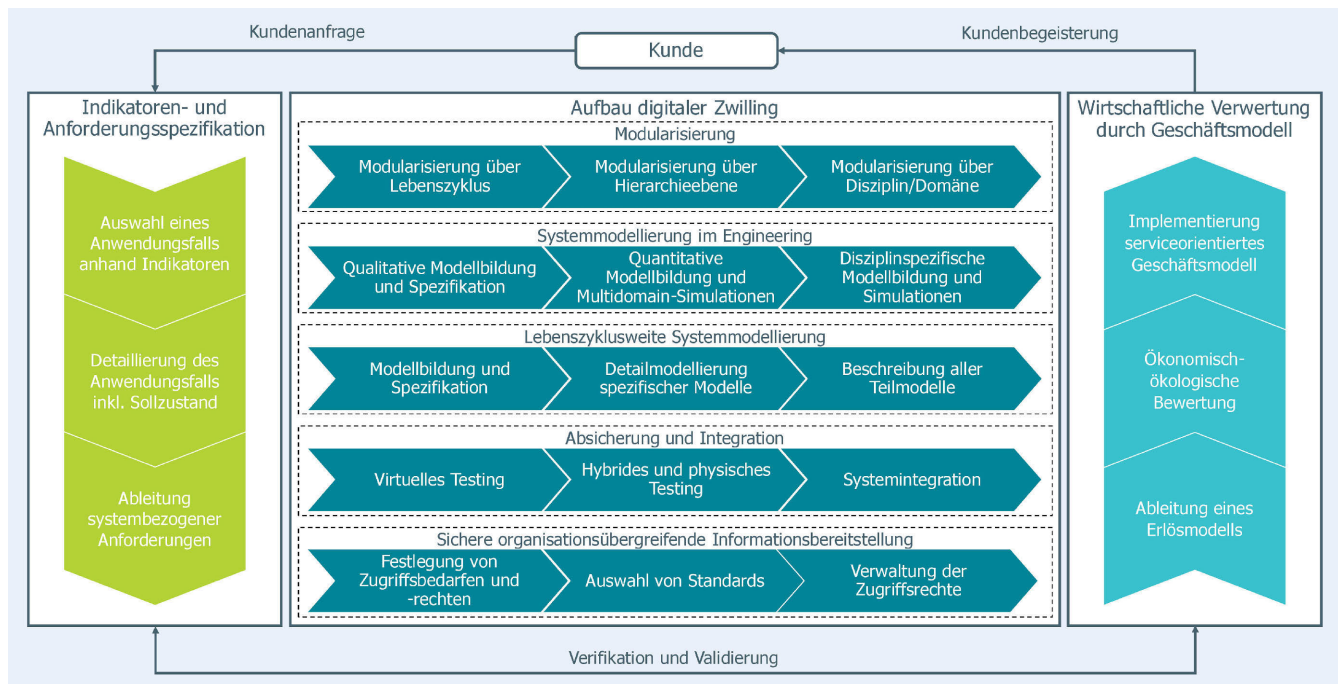 Kundenanfrage
Kunde
Kundenbegeisterung
Indikatoren- und
Anforderungsspezifikation
Auswahl eines
Anwendungsfalls
anhand Indikatoren
Detaillierung des
Anwendungsfalls
inkl. Sollzustand
Ableitung
systembezogener
Anforderungen
Aufbau digitaler Zwilling
Modularisierung
Modularisierung über
Lebenszyklus
Modularisierung über
Hierarchieebene
Modularisierung über
Disziplin/Domäne
Systemmodellierung im Engineering
Qualitative Modellbildung
und Spezifikation
Quantitative
Modellbildung und
Multidomain-Simulationen
Disziplinspezifische
Modellbildung und
Simulationen
Lebenszyklusweite Systemmodellierung
Modellbildung und
Spezifikation
Detailmodellierung
spezifischer Modelle
Beschreibung aller
Teilmodelle
Absicherung und Integration
Virtuelles Testing
Hybrides und physisches
Testing
Systemintegration
Sichere organisationsübergreifende Informationsbereitstellung
Festlegung von
Zugriffsbedarfen und
-rechten
Auswahl von Standards
Verwaltung der
Zugriffsrechte
Wirtschaftliche Verwertung
durch Geschäftsmodell
Implementierung
serviceorientiertes
Geschäftsmodell
Ökonomisch-
ökologische
Bewertung
Ableitung eines
Erlösmodells
Verifikation und Validierung